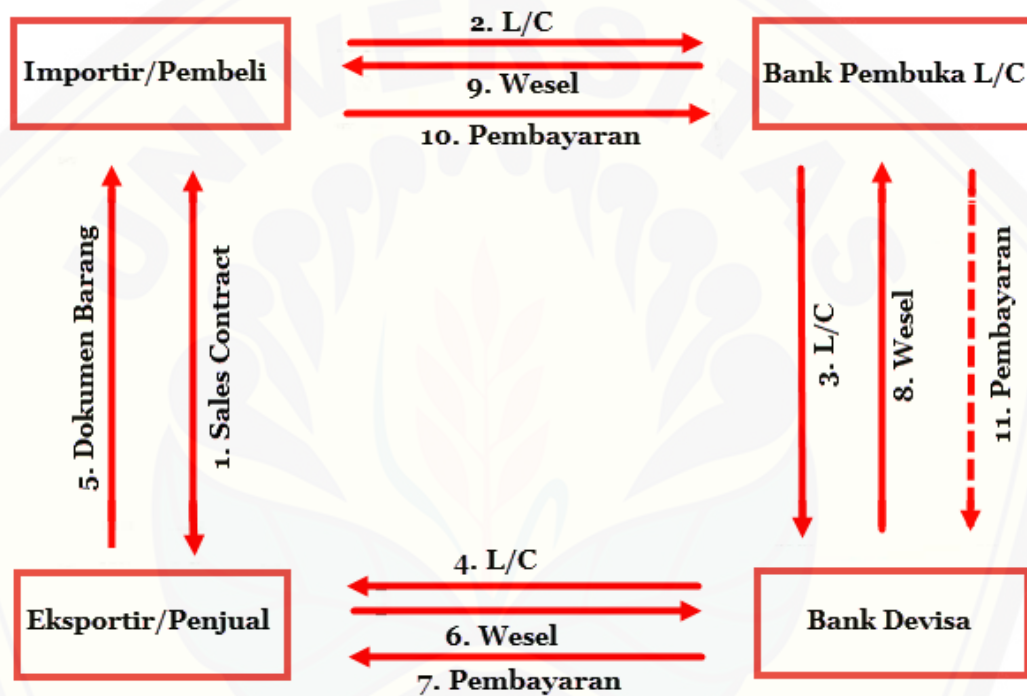 2. L/C
Importir/Pembeli
Bank Pembuka L/C
9. Wesel
10. Pembayaran
5. Dokumen Barang
1. Sales Contract
3. L/C
8. Wesel
11. Pembayaran
4. L/C
Eksportir/Penjual
Bank Devisa
6. Wesel
7. Pembayaran
UNIVERSITAS